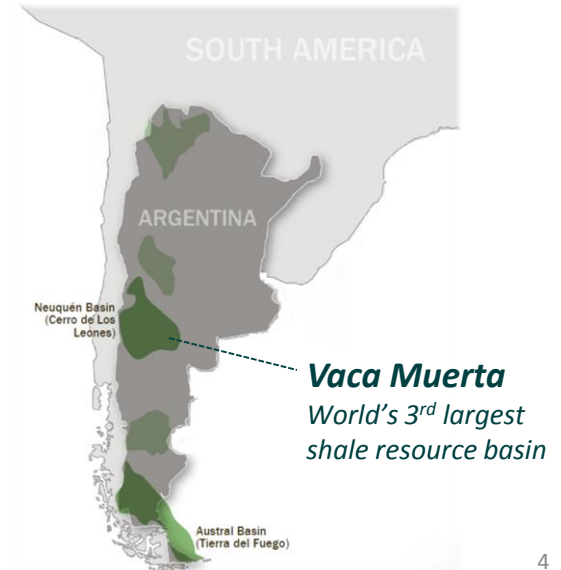 SOUTH AMERICA
ARGENTINA
Neuquén Basin
(Cerro de Los
Leones)
Vaca Muerta
World's 3rd largest
shale resource basin
Austral Basin
(Tierra del Fuego)
4